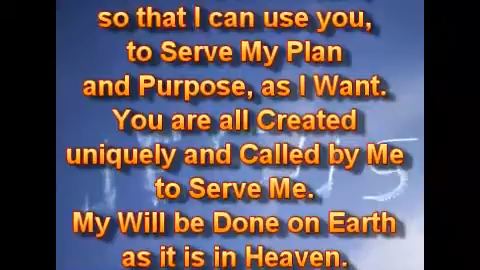 so that I can use you,
to Serve My Plan
and Purpose, as I Want.
You are all Created
uniquely and Called by Me
to Serve Me.
My Will be Done on Earth
as it is in Heaven.